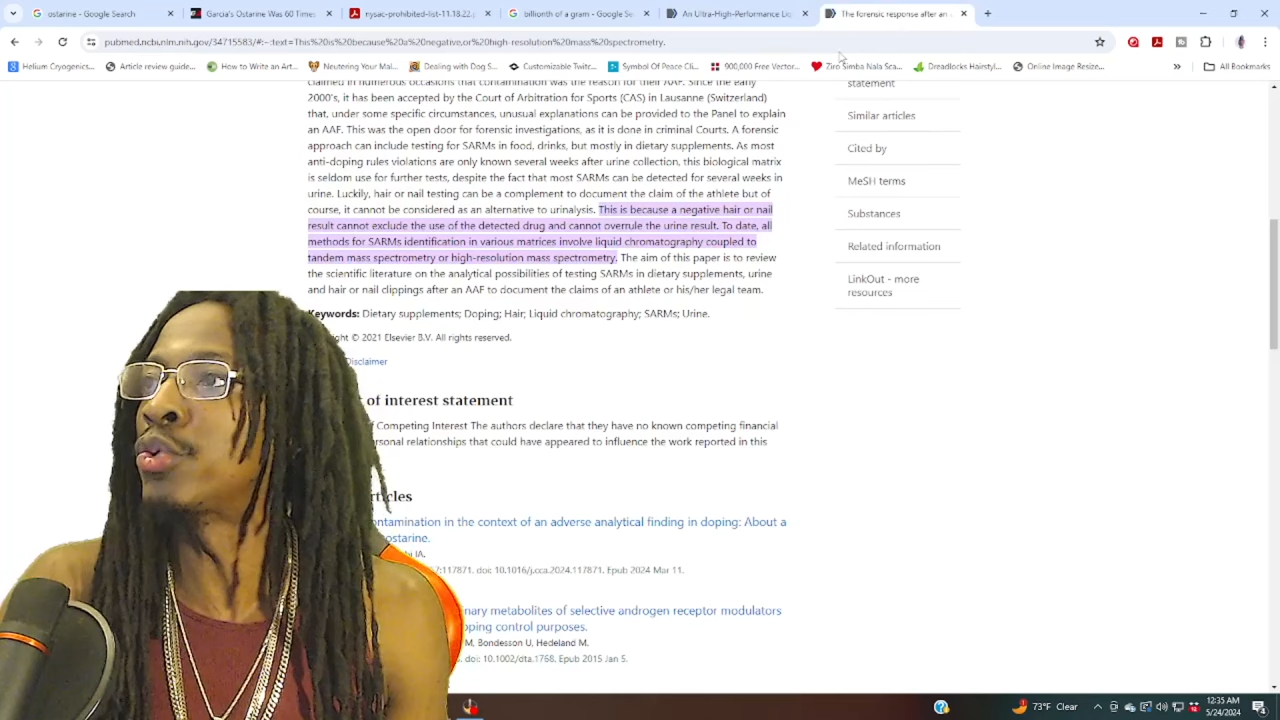 ostarine - Google Search
Garcia's Ostarine Was 60 Times
nysac-prohibited-list-11.18.22.
billionth of a gram - Google Se
An Ultra-High-Performance Liq
The forensic response after an
pubmed.ncbi.nlm.nih.gov/34715583/#:~:text=This%20is%20because%20a%20negative,or%20high-resolution%20mass%20spectrometry.
Helium Cryogenics...
Article review guide...
How to Write an Art...
Neutering Your Mal...
Dealing with Dog S...
Customizable Twitc...
Symbol Of Peace Cli...
900,000 Free Vector...
Ziro Simba Nala Sca...
Dreadlocks Hairstyl...
Online Image Resize...
All Bookmarks
claimed in numerous occasions that contamination was the reason for their AAF. Since the early
2000's, it has been accepted by the Court of Arbitration for Sports (CAS) in Lausanne (Switzerland)
that, under some specific circumstances, unusual explanations can be provided to the Panel to explain
an AAF. This was the open door for forensic investigations, as it is done in criminal Courts. A forensic
approach can include testing for SARMs in food, drinks, but mostly in dietary supplements. As most
anti-doping rules violations are only known several weeks after urine collection, this biological matrix
is seldom use for further tests, despite the fact that most SARMs can be detected for several weeks in
urine. Luckily, hair or nail testing can be a complement to document the claim of the athlete but of
course, it cannot be considered as an alternative to urinalysis. This is because a negative hair or nail
result cannot exclude the use of the detected drug and cannot overrule the urine result. To date, all
methods for SARMs identification in various matrices involve liquid chromatography coupled to
tandem mass spectrometry or high-resolution mass spectrometry. The aim of this paper is to review
the scientific literature on the analytical possibilities of testing SARMs in dietary supplements, urine
and hair or nail clippings after an AAF to document the claims of an athlete or his/her legal team.
Keywords: Dietary supplements; Doping; Hair; Liquid chromatography; SARMs; Urine.
© 2021 Elsevier B.V. All rights reserved.
Disclaimer
of interest statement
of Competing Interest The authors declare that they have no known competing financial
that could have appeared to influence the work reported in this
in the context of an adverse analytical finding in doping: About a
ostarine.
IA.
:117871. doi: 10.1016/j.cca.2024.117871. Epub 2024 Mar 11.
metabolites of selective androgen receptor modulators
control purposes.
M, Bondesson U, Hedeland M.
doi: 10.1002/dta.1768. Epub 2015 Jan 5.
statement
Similar articles
Cited by
MeSH terms
Substances
Related information
LinkOut - more
resources
73°F Clear
12:35 AM
5/24/2024